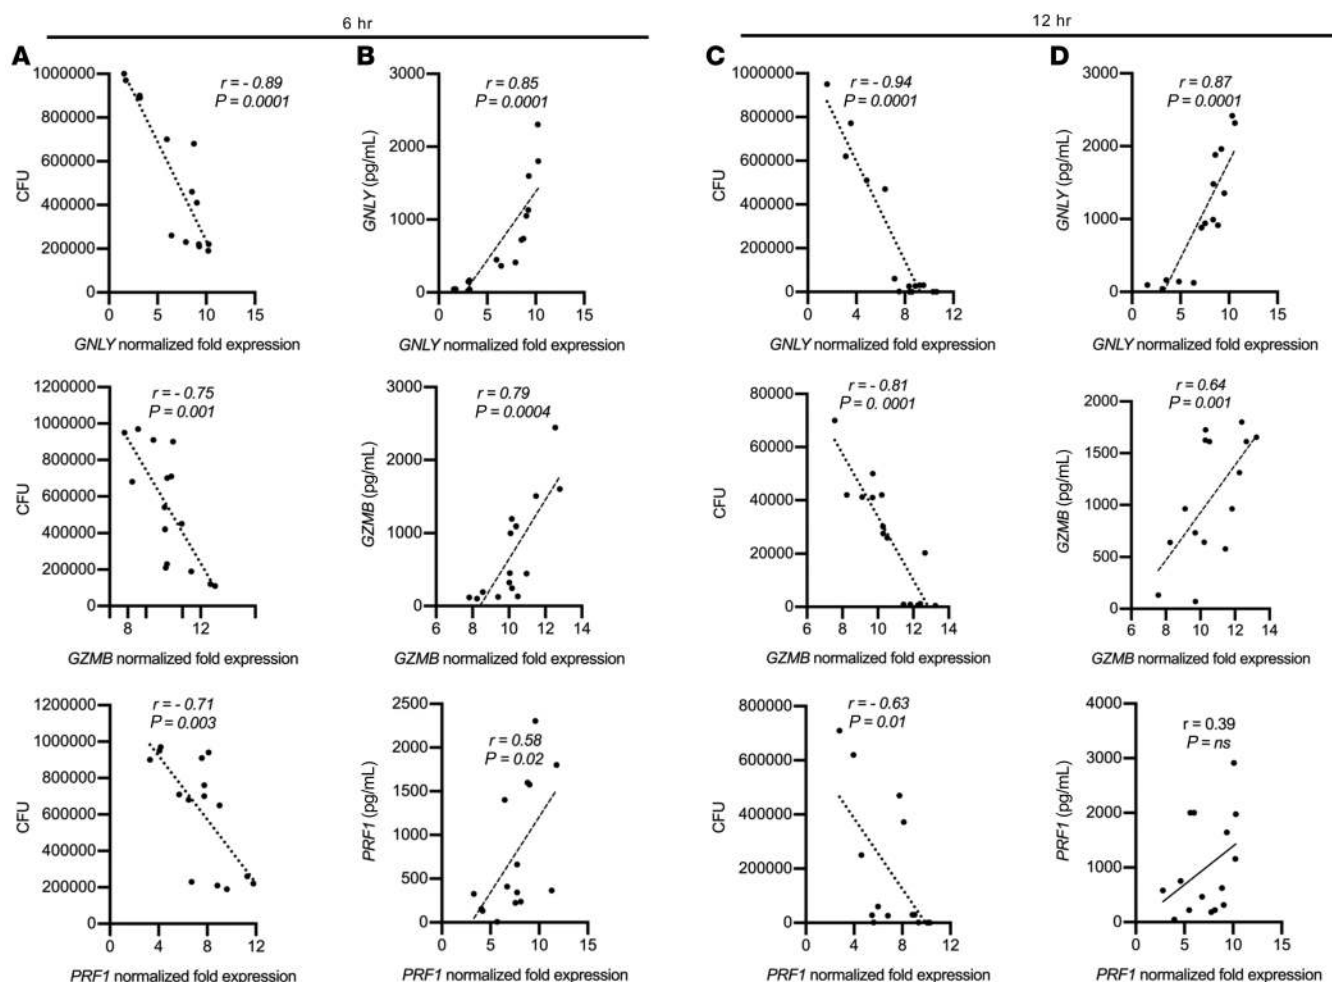 6 hr
12 hr
A
B
C
D
1000000
800000
600000
400000
200000
0
CFU
0
5
10
15
r = - 0.89
P = 0.0001
GNLY normalized fold expression
3000
2000
1000
0
GNLY (pg/mL)
0
5
10
15
r = 0.85
P = 0.0001
GNLY normalized fold expression
1000000
800000
600000
400000
200000
0
CFU
0
4
8
12
r = - 0.94
P = 0.0001
GNLY normalized fold expression
3000
2000
1000
0
GNLY (pg/mL)
0
5
10
15
r = 0.87
P = 0.0001
GNLY normalized fold expression
1200000
1000000
800000
600000
400000
200000
0
CFU
8
10
12
r = - 0.75
P = 0.001
GZMB normalized fold expression
3000
2000
1000
0
GZMB (pg/mL)
6
8
10
12
14
r = 0.79
P = 0.0004
GZMB normalized fold expression
80000
60000
40000
20000
0
CFU
6
8
10
12
14
r = - 0.81
P = 0. 0001
GZMB normalized fold expression
2000
1500
1000
500
0
GZMB (pg/mL)
6
8
10
12
14
r = 0.64
P = 0.001
GZMB normalized fold expression
1200000
1000000
800000
600000
400000
200000
0
CFU
0
4
8
12
r = - 0.71
P = 0.003
PRF1 normalized fold expression
2500
2000
1500
1000
500
0
PRF1 (pg/mL)
0
5
10
15
r = 0.58
P = 0.02
PRF1 normalized fold expression
800000
600000
400000
200000
0
CFU
0
4
8
12
r = - 0.63
P = 0.01
PRF1 normalized fold expression
4000
3000
2000
1000
0
PRF1 (pg/mL)
0
5
10
15
r = 0.39
P = ns
PRF1 normalized fold expression